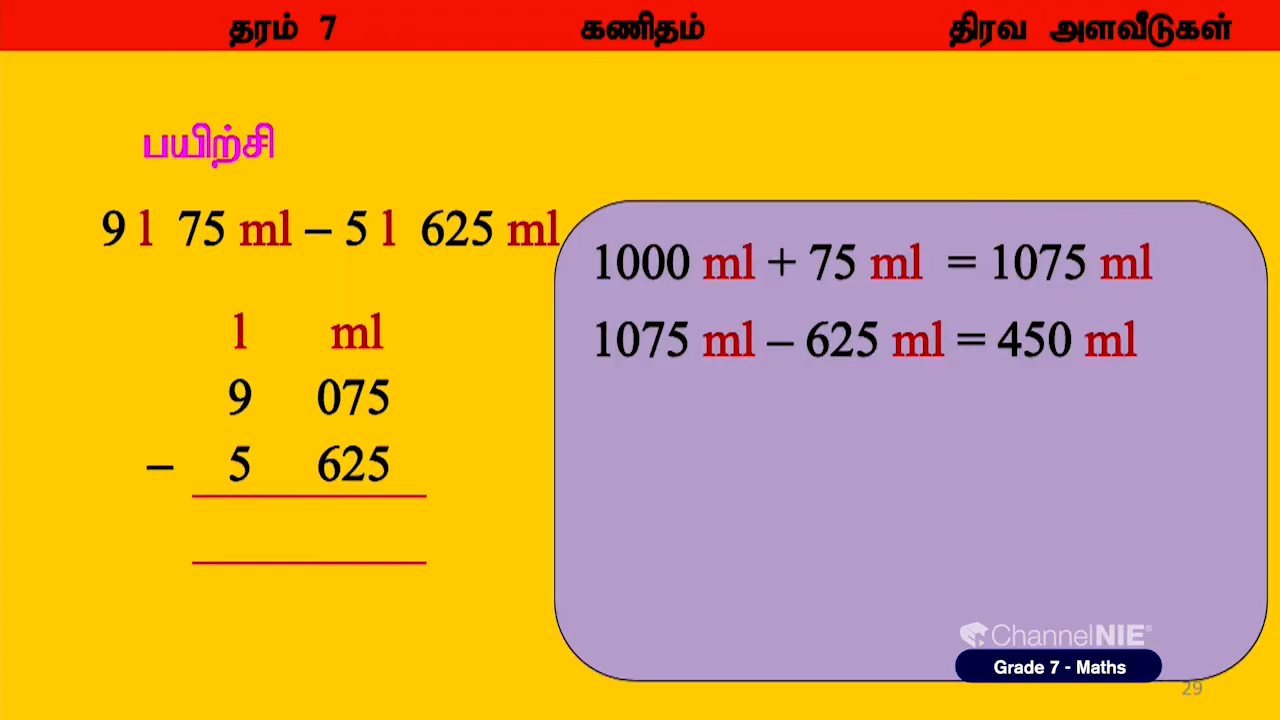 தரம் 7 கணிதம் திரவ அளவீடுகள்
பயிற்சி
9 l 75 ml – 5 l 625 ml
l ml
9 075
– 5 625
1000 ml + 75 ml = 1075 ml
1075 ml – 625 ml = 450 ml
ChannelNIE®
Grade 7 - Maths
29